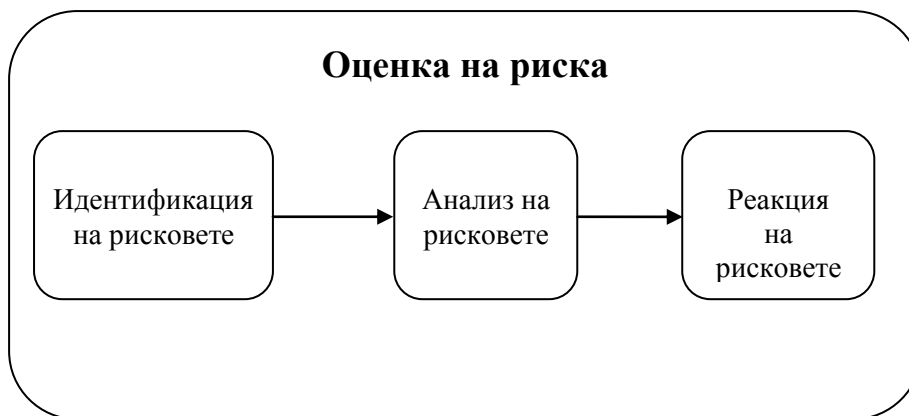 Оценка на риска
Идентификация
на рисковете
Анализ на
рисковете
Реакция
на
рисковете